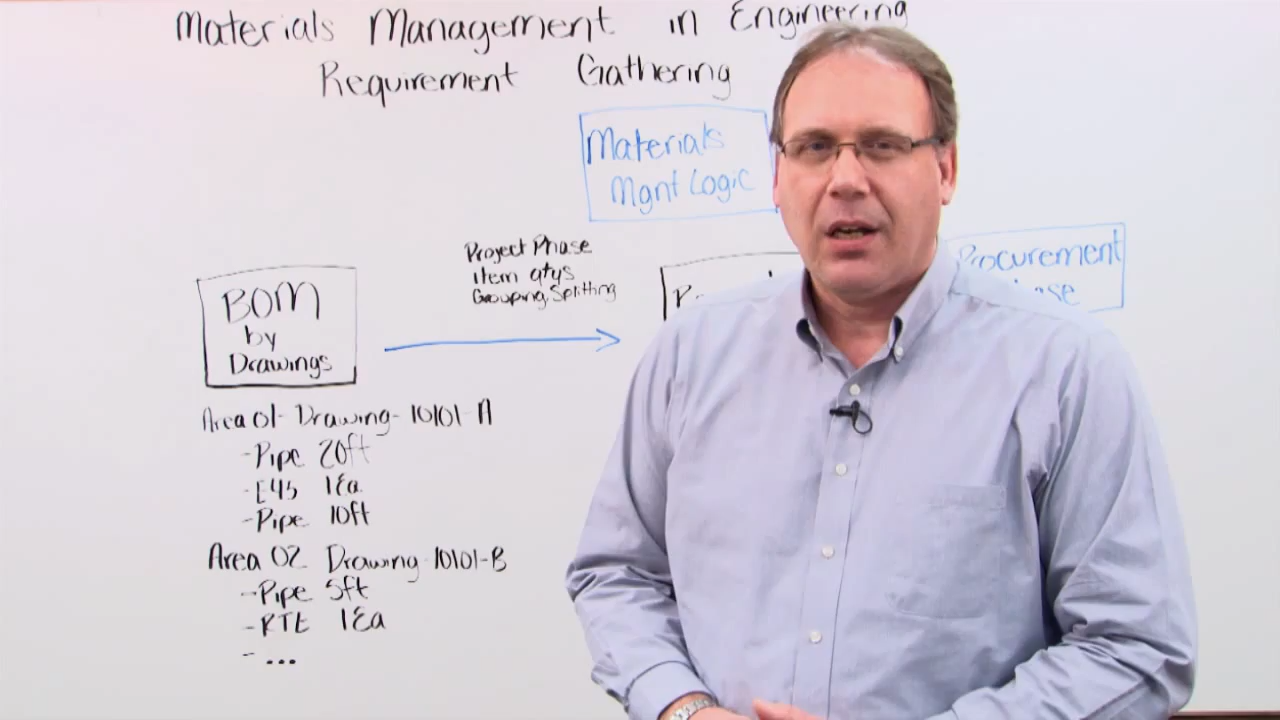 Materials Management in Engineering
Requirement Gathering
Materials
Mgnt Logic
Project Phase
Item qtys
Grouping, Splitting
Procurement
BOM
by
Drawings
Area 01- Drawing- 10101-A
-Pipe 20ft
-E45 1Ea
-Pipe 10ft
Area 02 Drawing-10101-B
-Pipe 5ft
-RTE 1Ea
- ...